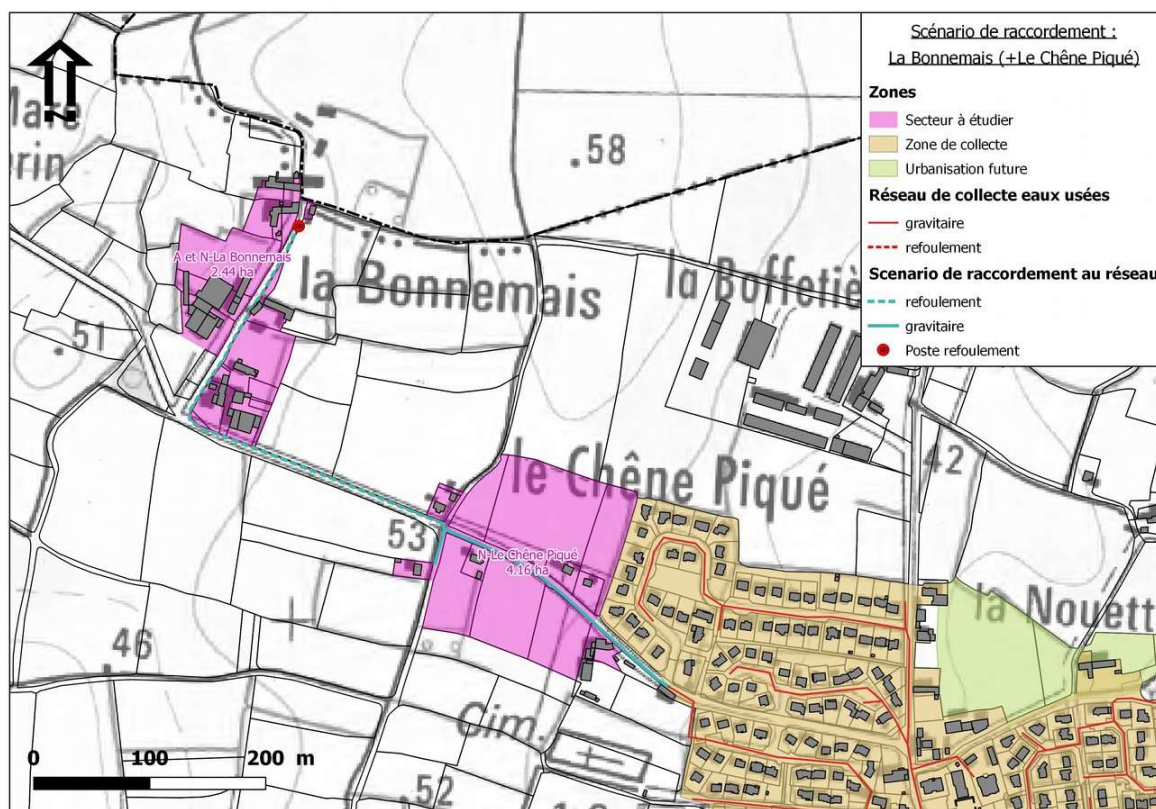 Scénario de raccordement :
La Bonnemais (+Le Chêne Piqué)
Zones
Secteur à étudier
Zone de collecte
Urbanisation future
Réseau de collecte eaux usées
gravitaire
refoulement
Scenario de raccordement au réseau
refoulement
gravitaire
Poste refoulement
N
Mare
58
A et N-La Bonnemais
2.44 ha
la Bonnemais
la Boffetiè
51
le Chêne Piqué
42
53
N-Le Chêne Piqué
4.16 ha
la Nouett
46
Cim.
0 100 200 m
52